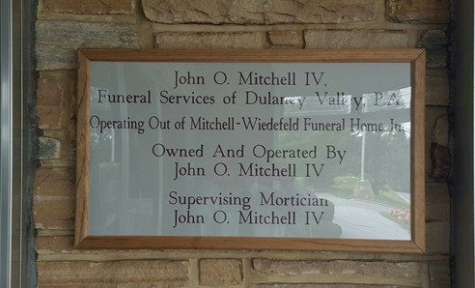 John O. Mitchell IV,
Funeral Services of Dulaney Valley, P.A.
Operating Out of Mitchell-Wiedefeld Funeral Home, In
Owned And Operated By
John O. Mitchell IV
Supervising Mortician
John O. Mitchell IV